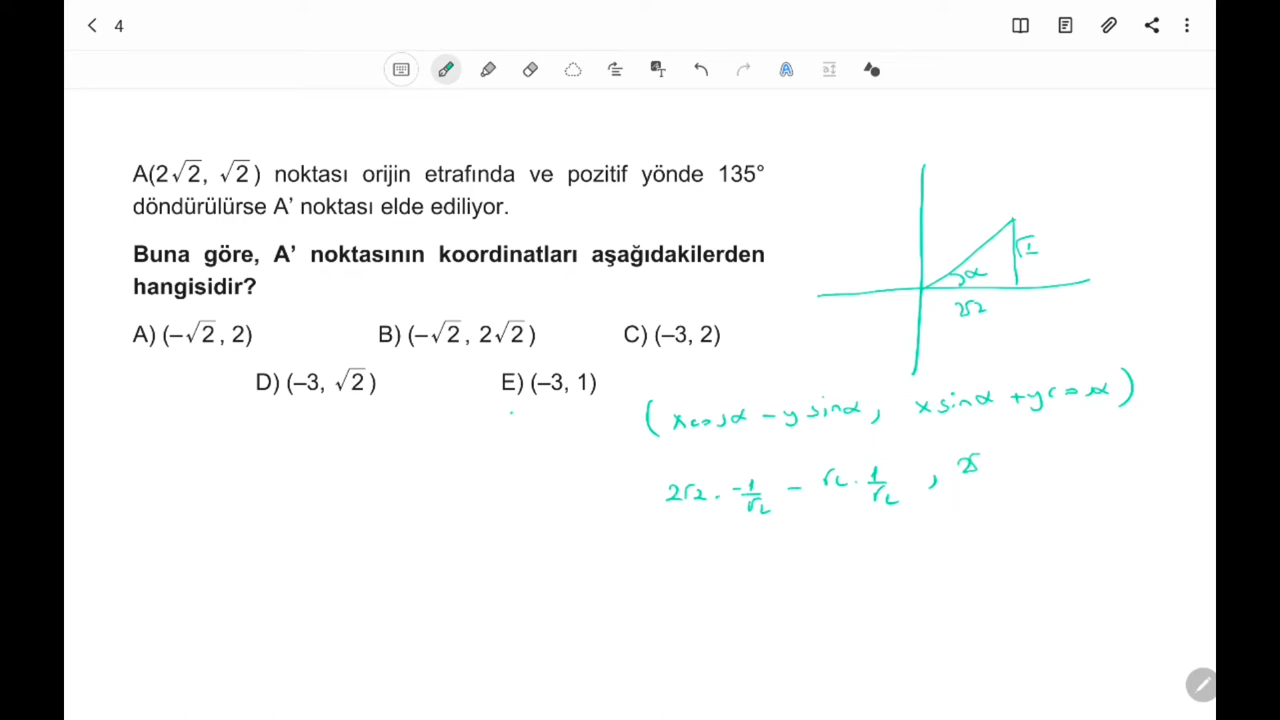 4
A(2√2, √2) noktası orijin etrafında ve pozitif yönde 135°
döndürülürse A’ noktası elde ediliyor.
Buna göre, A’ noktasının koordinatları aşağıdakilerden
hangisidir?
A) (–√2, 2) B) (–√2, 2√2) C) (–3, 2)
D) (–3, √2) E) (–3, 1)
α
√2
2√2
(x cosα – y sinα, x sinα + y cosα)
2√2 · -1/√2 – √2 · 1/√2 ,